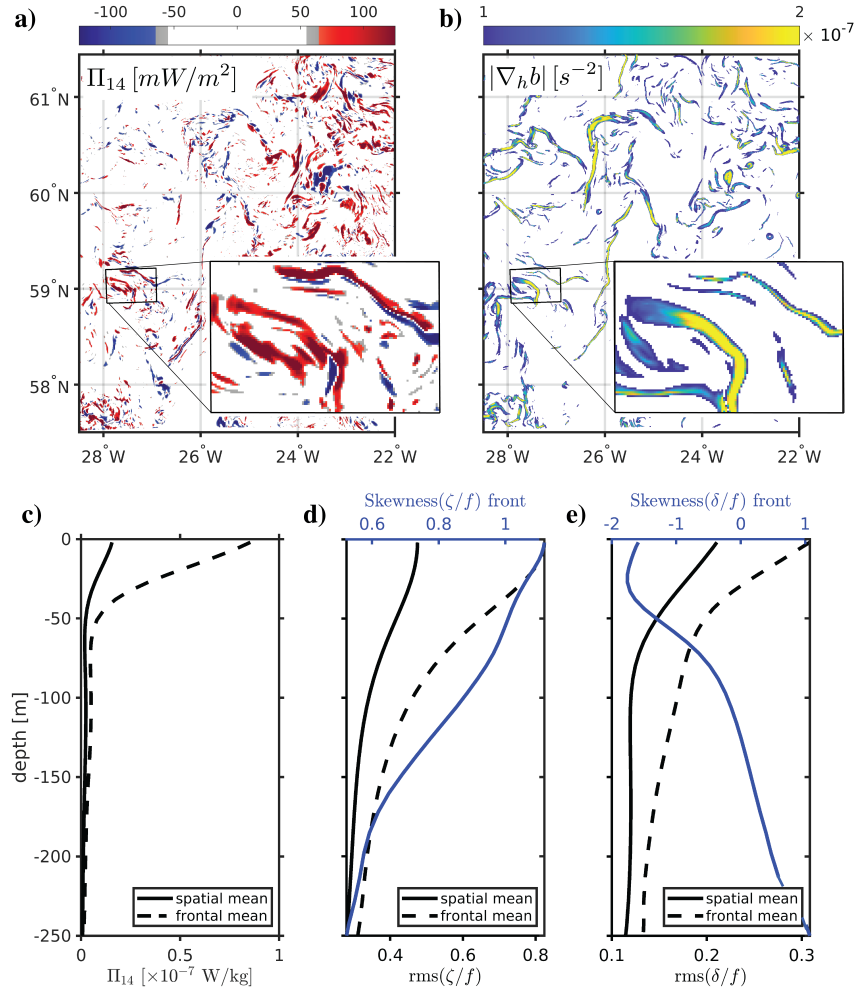 a)
-100 -50 0 50 100
Π₁₄ [mW/m²]
61°N
60°N
59°N
58°N
28°W 26°W 24°W 22°W
b)
1 2
× 10⁻⁷
|∇ₕb| [s⁻²]
28°W 26°W 24°W 22°W
c)
0
-50
-100
-150
-200
-250
depth [m]
spatial mean
frontal mean
0 0.5 1
Π₁₄ [×10⁻⁷ W/kg]
d)
Skewness(ζ/f) front
0.6 0.8 1
spatial mean
frontal mean
0.4 0.6 0.8
rms(ζ/f)
e)
Skewness(δ/f) front
-2 -1 0 1
spatial mean
frontal mean
0.1 0.2 0.3
rms(δ/f)